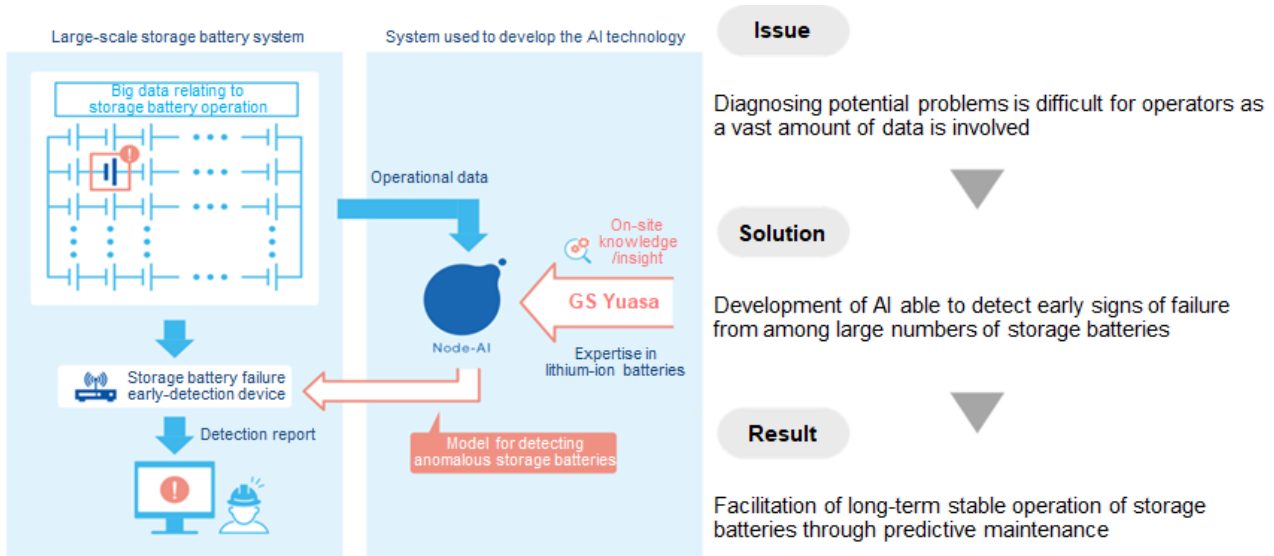 Large-scale storage battery system
Big data relating to
storage battery operation
Storage battery failure
early-detection device
Detection report
System used to develop the AI technology
Operational data
On-site
knowledge
/insight
GS Yuasa
Node-AI
Expertise in
lithium-ion batteries
Model for detecting
anomalous storage batteries
Issue
Diagnosing potential problems is difficult for operators as
a vast amount of data is involved
Solution
Development of AI able to detect early signs of failure
from among large numbers of storage batteries
Result
Facilitation of long-term stable operation of storage
batteries through predictive maintenance